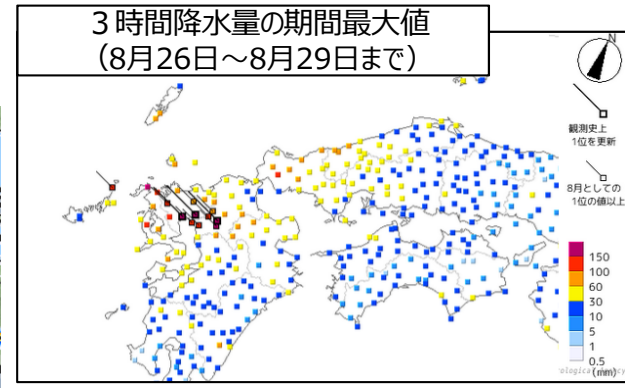 ３時間降水量の期間最大値
（8月26日～8月29日まで）
N
観測史上
1位を更新
8月としての
1位の値以上
150
100
60
30
10
5
1
0.5
(mm)